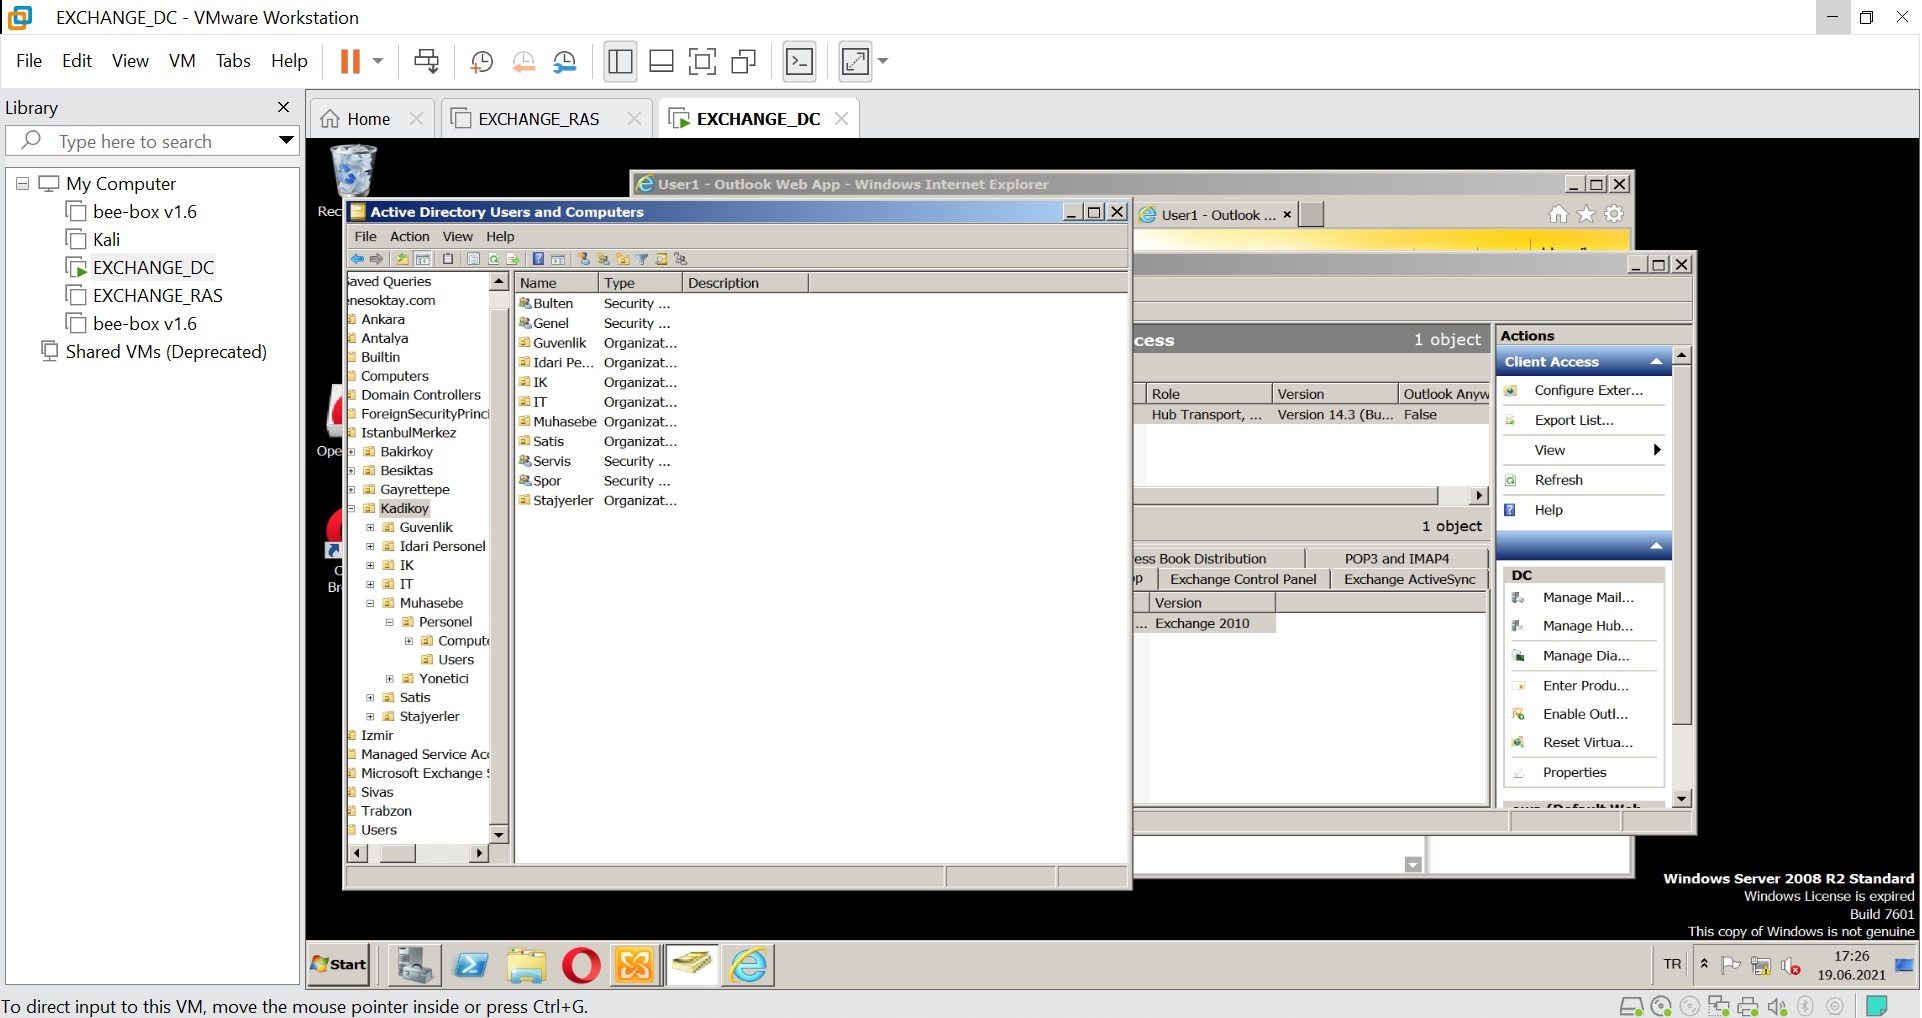 EXCHANGE_DC - VMware Workstation
File Edit View VM Tabs Help
Library
Type here to search
My Computer
bee-box v1.6
Kali
EXCHANGE_DC
EXCHANGE_RAS
bee-box v1.6
Shared VMs (Deprecated)
Home
EXCHANGE_RAS
EXCHANGE_DC
User1 - Outlook Web App - Windows Internet Explorer
User1 - Outlook ...
Rec
Ope
Active Directory Users and Computers
File Action View Help
Saved Queries
enesoktay.com
Ankara
Antalya
Builtin
Computers
Domain Controllers
ForeignSecurityPrinci
IstanbulMerkez
Bakirkoy
Besiktas
Gayrettepe
Kadikoy
Guvenlik
Idari Personel
IK
IT
Muhasebe
Personel
Compute
Users
Yonetici
Satis
Stajyerler
Izmir
Managed Service Acc
Microsoft Exchange S
Sivas
Trabzon
Users
Name Type Description
Bulten Security ...
Genel Security ...
Guvenlik Organizat...
Idari Pe... Organizat...
IK Organizat...
IT Organizat...
Muhasebe Organizat...
Satis Organizat...
Servis Security ...
Spor Security ...
Stajyerler Organizat...
cess 1 object
Role Version Outlook Anyw
Hub Transport, ... Version 14.3 (Bu... False
1 object
ess Book Distribution POP3 and IMAP4
pp Exchange Control Panel Exchange ActiveSync
Version
... Exchange 2010
Actions
Client Access
Configure Exter...
Export List...
View
Refresh
Help
DC
Manage Mail...
Manage Hub...
Manage Dia...
Enter Produ...
Enable Outl...
Reset Virtua...
Properties
Windows Server 2008 R2 Standard
Windows License is expired
Build 7601
This copy of Windows is not genuine
Start
TR
17:26
19.06.2021
To direct input to this VM, move the mouse pointer inside or press Ctrl+G.